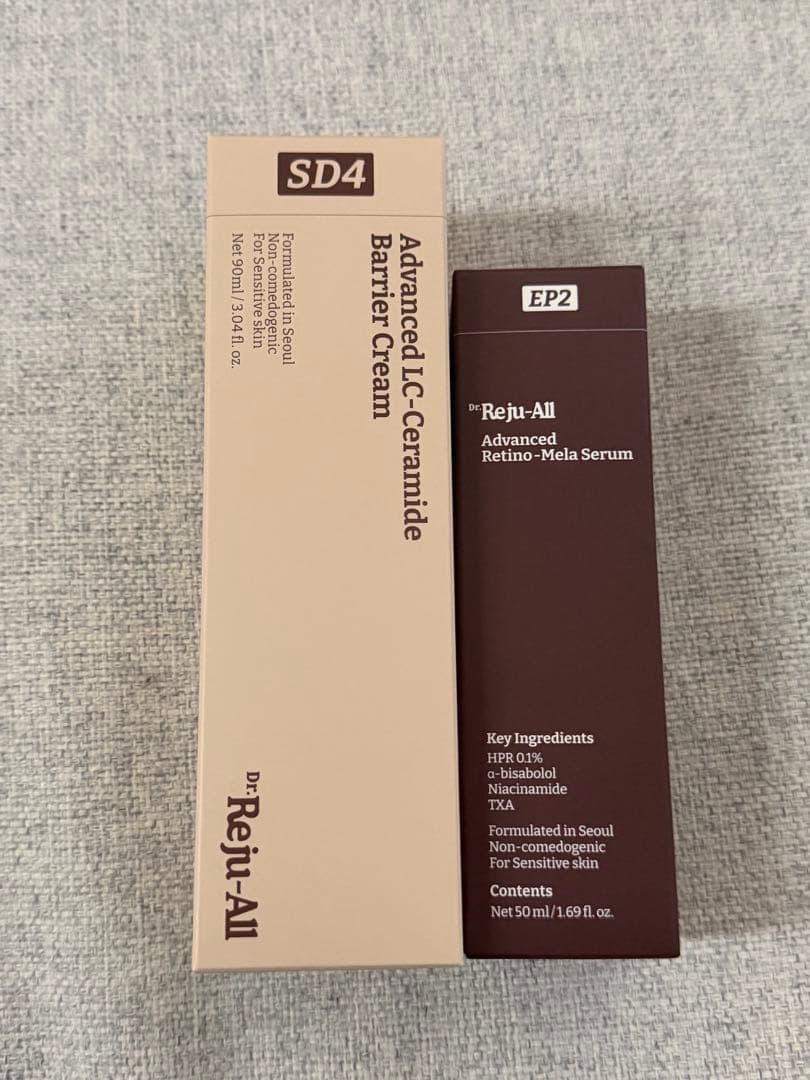 SD4
Advanced LC-Ceramide
Barrier Cream
Formulated in Seoul
Non-comedogenic
For Sensitive skin
Net 90ml / 3.04 fl. oz.
Dr.Reju-All
EP2
Dr.Reju-All
Advanced
Retino-Mela Serum
Key Ingredients
HPR 0.1%
α-bisabolol
Niacinamide
TXA
Formulated in Seoul
Non-comedogenic
For Sensitive skin
Contents
Net 50 ml/1.69 fl. oz.